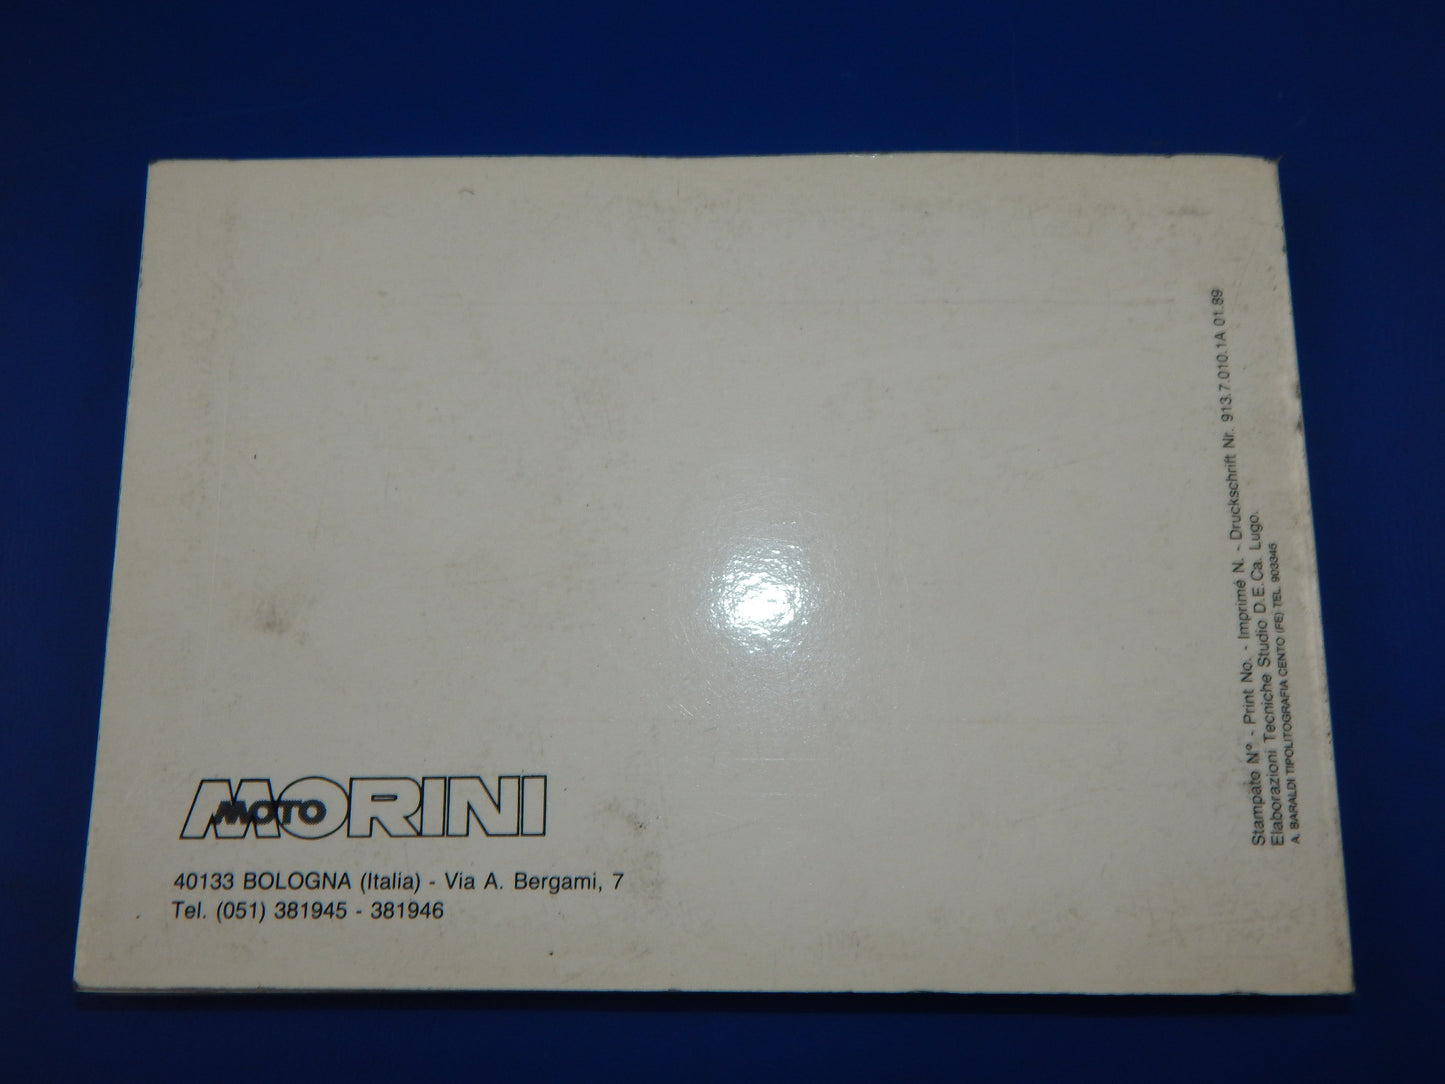 MOTO MORINI
40133 BOLOGNA (Italia) - Via A. Bergami, 7
Tel. (051) 381945 - 381946
Stampato N° - Print No. - Imprimé N. - Druckschrift Nr. 913.7.010.1A 01.89
Elaborazioni Tecniche Studio D.E.Ca. Lugo.
A. BARALDI TIPOLITOGRAFIA CENTO (FE) TEL. 903345